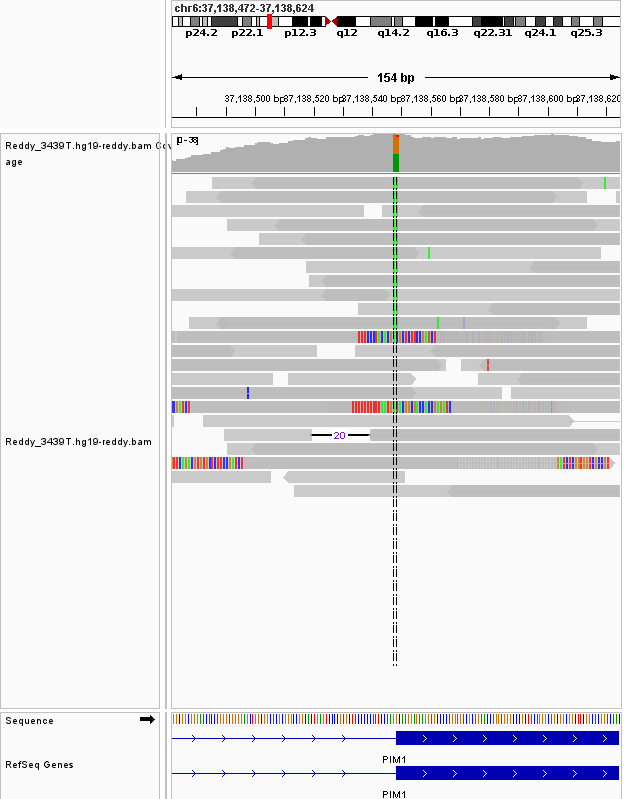 chr6:37,138,472-37,138,624
p24.2 p22.1 p12.3 q12 q14.2 q16.3 q22.31 q24.1 q25.3
154 bp
37,138,500 bp 37,138,520 bp 37,138,540 bp 37,138,560 bp 37,138,580 bp 37,138,600 bp 37,138,620
Reddy_3439T.hg19-reddy.bam Cov
age
[0-38]
Reddy_3439T.hg19-reddy.bam
20
Sequence
RefSeq Genes
PIM1
PIM1